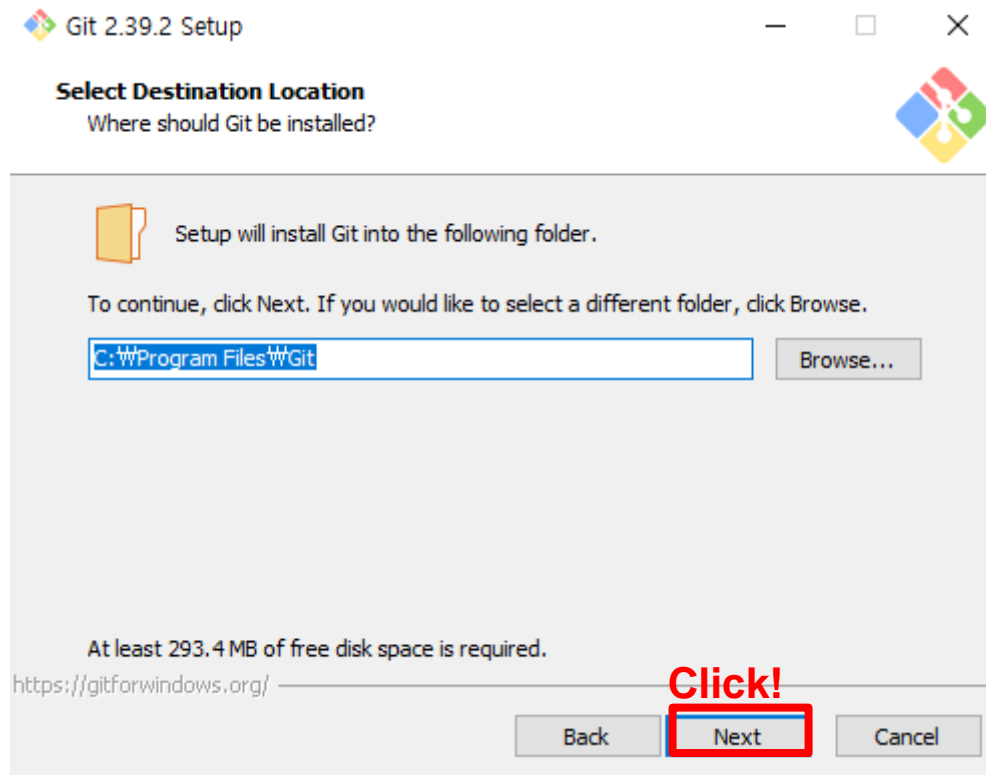 Git 2.39.2 Setup
Select Destination Location
Where should Git be installed?
Setup will install Git into the following folder.
To continue, click Next. If you would like to select a different folder, click Browse.
C:₩Program Files₩Git
Browse...
At least 293.4 MB of free disk space is required.
https://gitforwindows.org/
Click!
Back Next Cancel